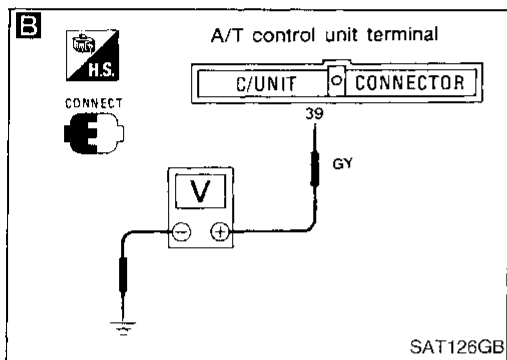 B
A/T control unit terminal
H.S.
C/UNIT CONNECTOR
CONNECT
39
GY
V
SAT126GB